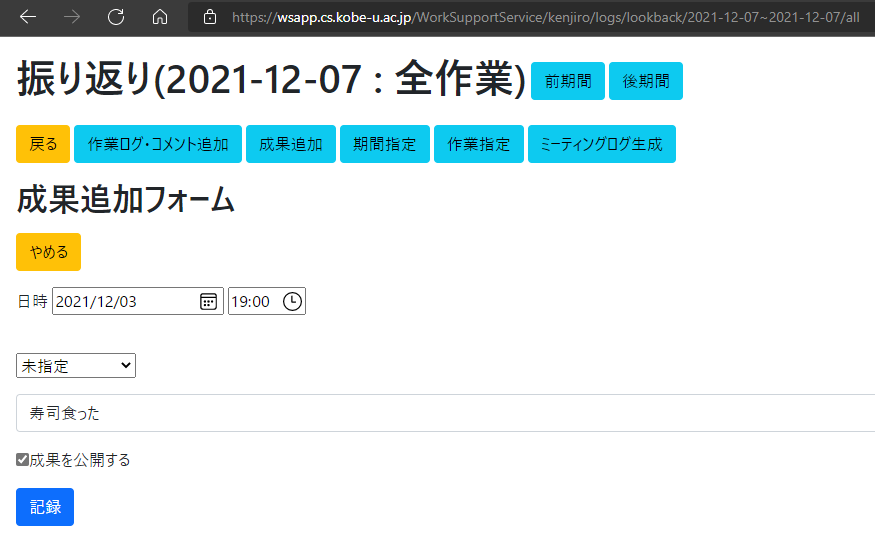 https://wsapp.cs.kobe-u.ac.jp/WorkSupportService/kenjiro/logs/lookback/2021-12-07~2021-12-07/all
振り返り(2021-12-07 : 全作業) 前期間 後期間
戻る 作業ログ・コメント追加 成果追加 期間指定 作業指定 ミーティングログ生成
成果追加フォーム
やめる
日時 2021/12/03 19:00
未指定
寿司食った
成果を公開する
記録